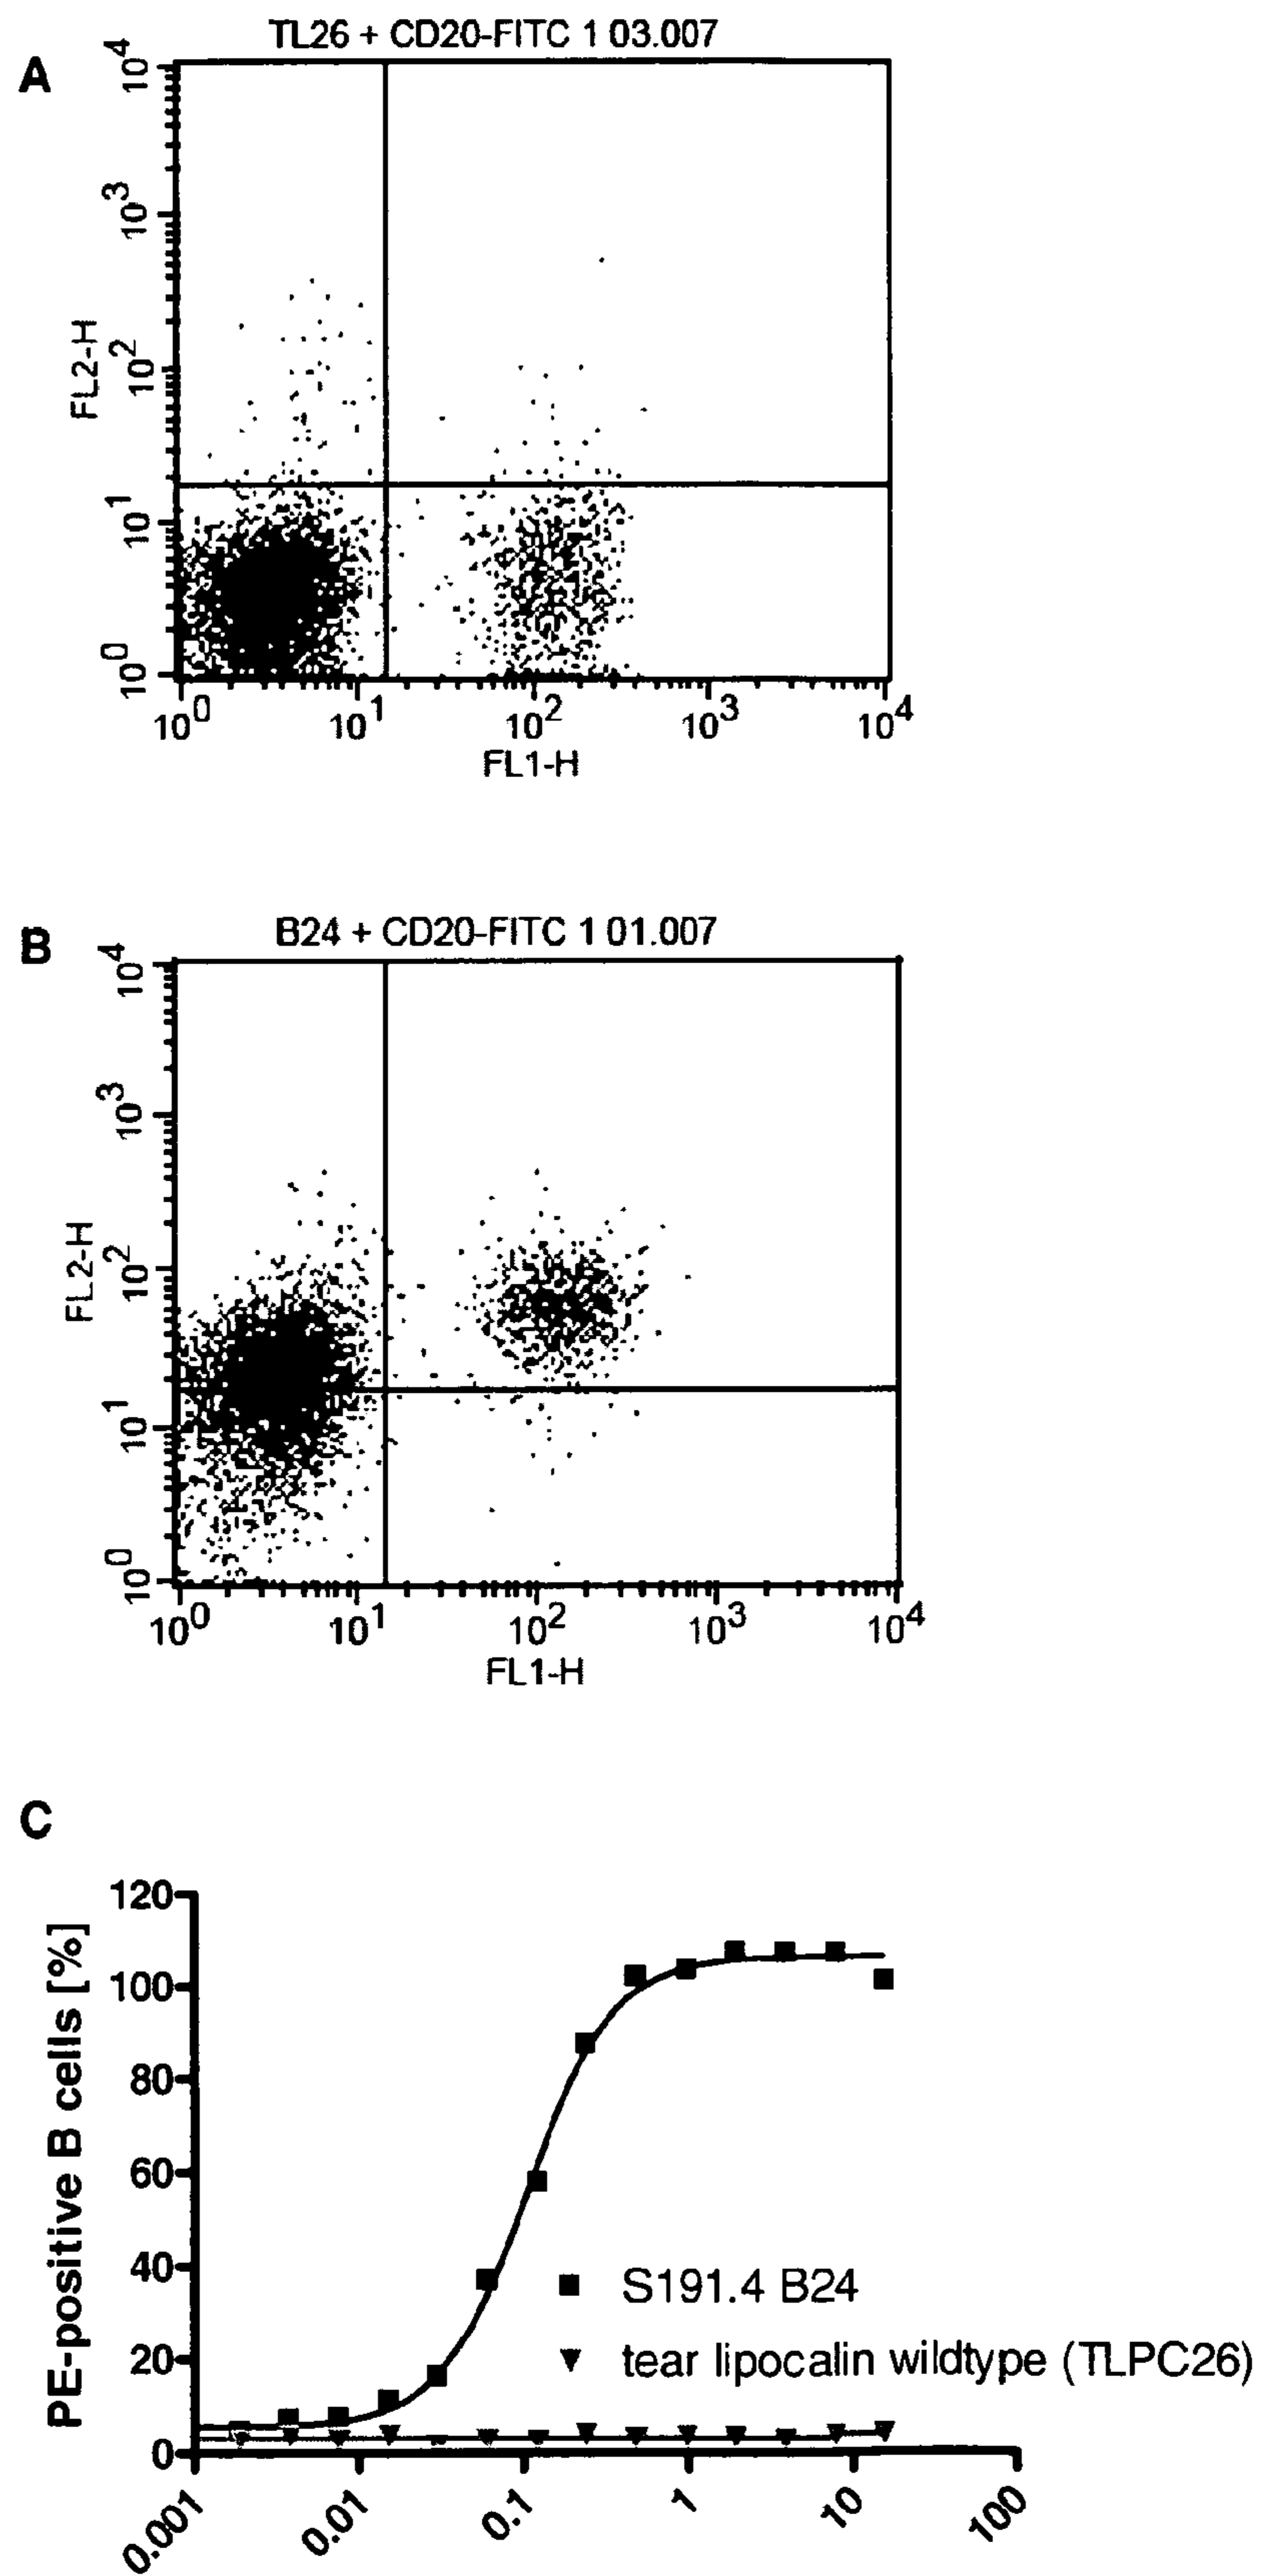 A
TL26 + CD20-FITC 1 03.007
10^4
10^3
10^2
10^1
10^0
FL2-H
10^0 10^1 10^2 10^3 10^4
FL1-H
B
B24 + CD20-FITC 1 01.007
10^4
10^3
10^2
10^1
10^0
FL2-H
10^0 10^1 10^2 10^3 10^4
FL1-H
C
120
100
80
60
40
20
0
PE-positive B cells [%]
S191.4 B24
tear lipocalin wildtype (TLPC26)
0.001 0.01 0.1 1 10 100